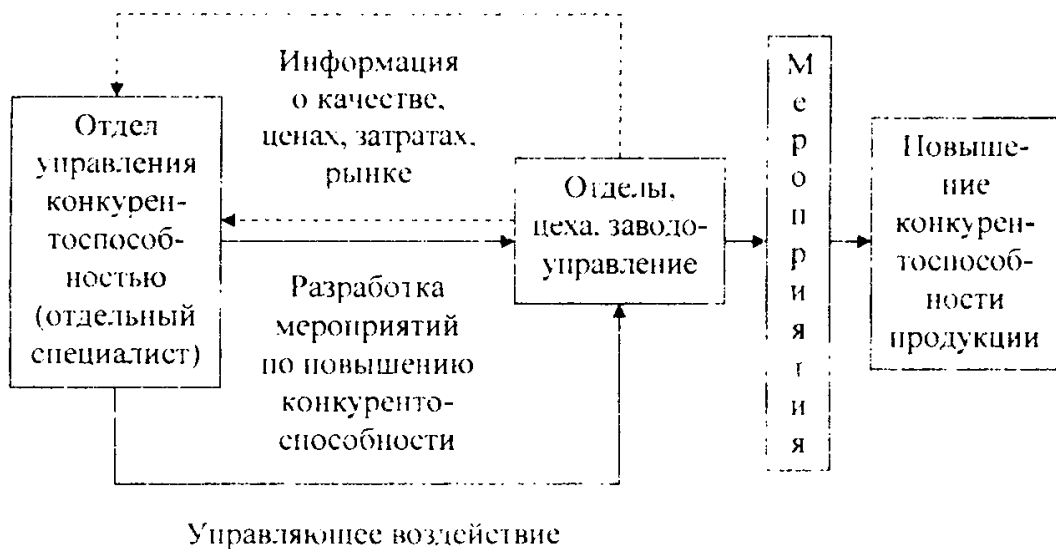 Отдел
управления
конкурен-
тоспособ-
ностью
(отдельный
специалист)
Информация
о качестве,
ценах, затратах,
рынке
Разработка
мероприятий
по повышению
конкуренто-
способности
Отделы,
цеха, заводо-
управление
Мероприятия
Повыше-
ние
конкурен-
тоспособ-
ности
продукции
Управляющее воздействие